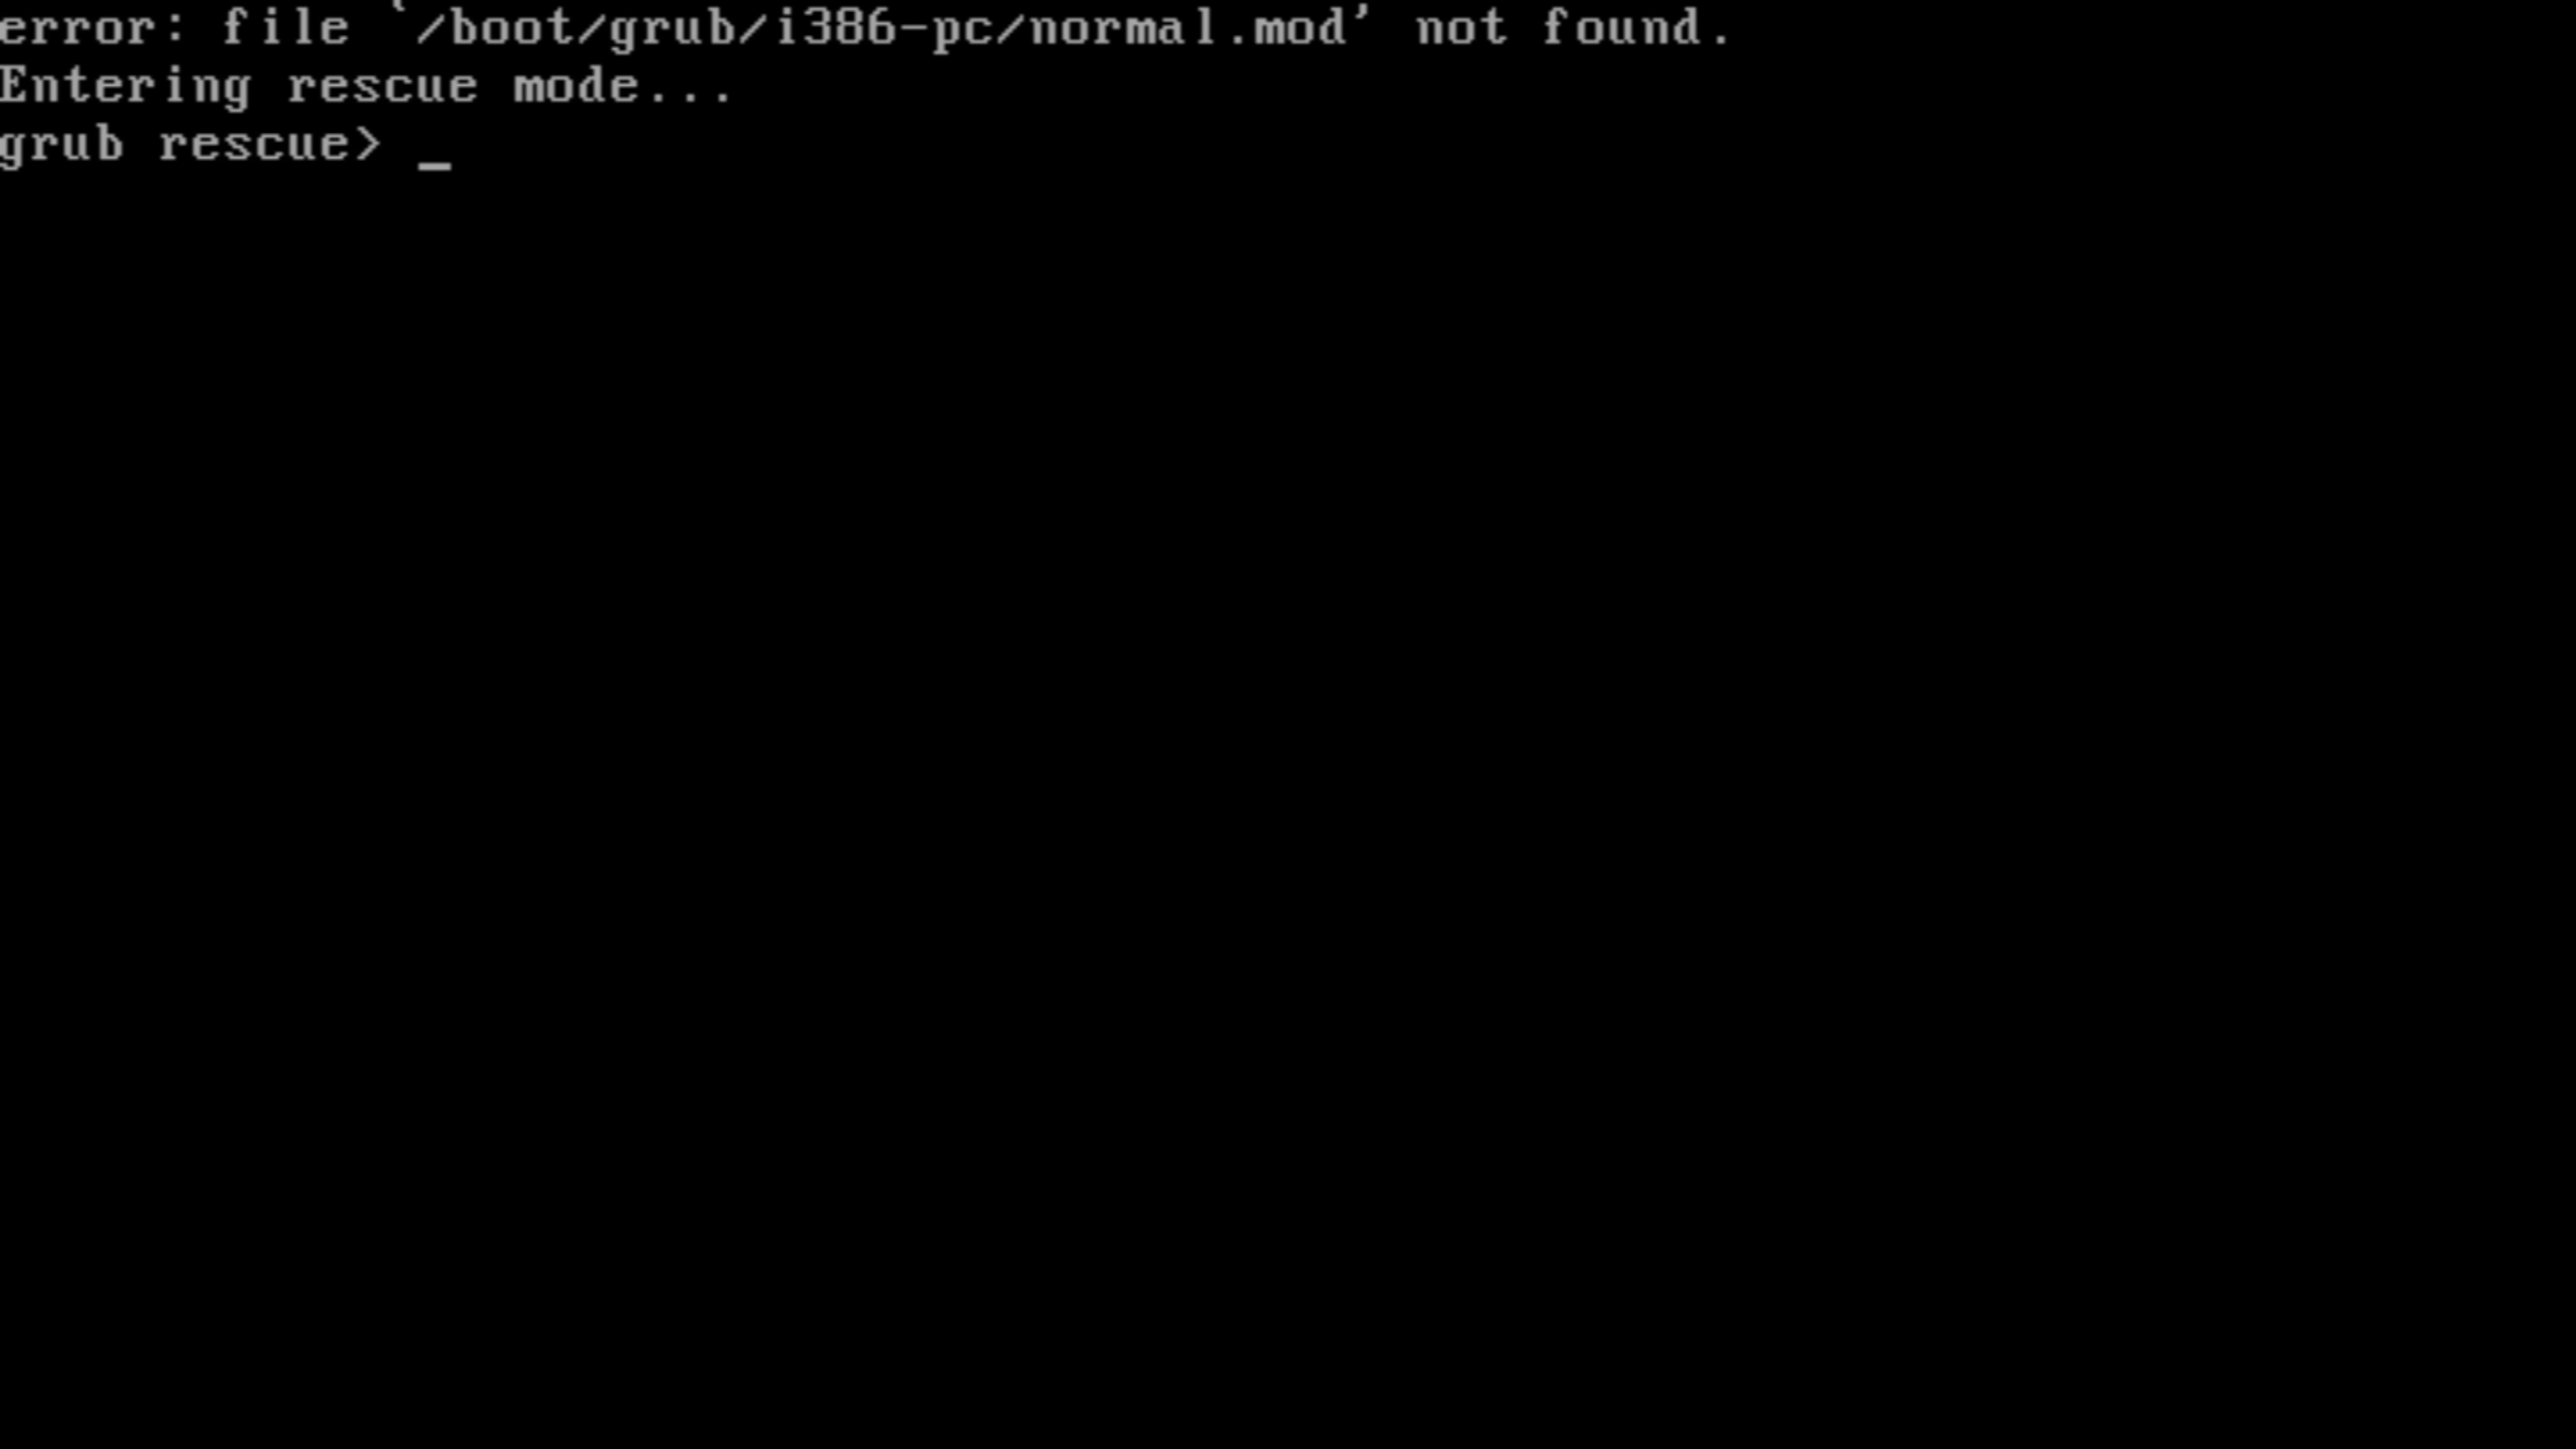 error: file `/boot/grub/i386-pc/normal.mod' not found.
Entering rescue mode...
grub rescue> _